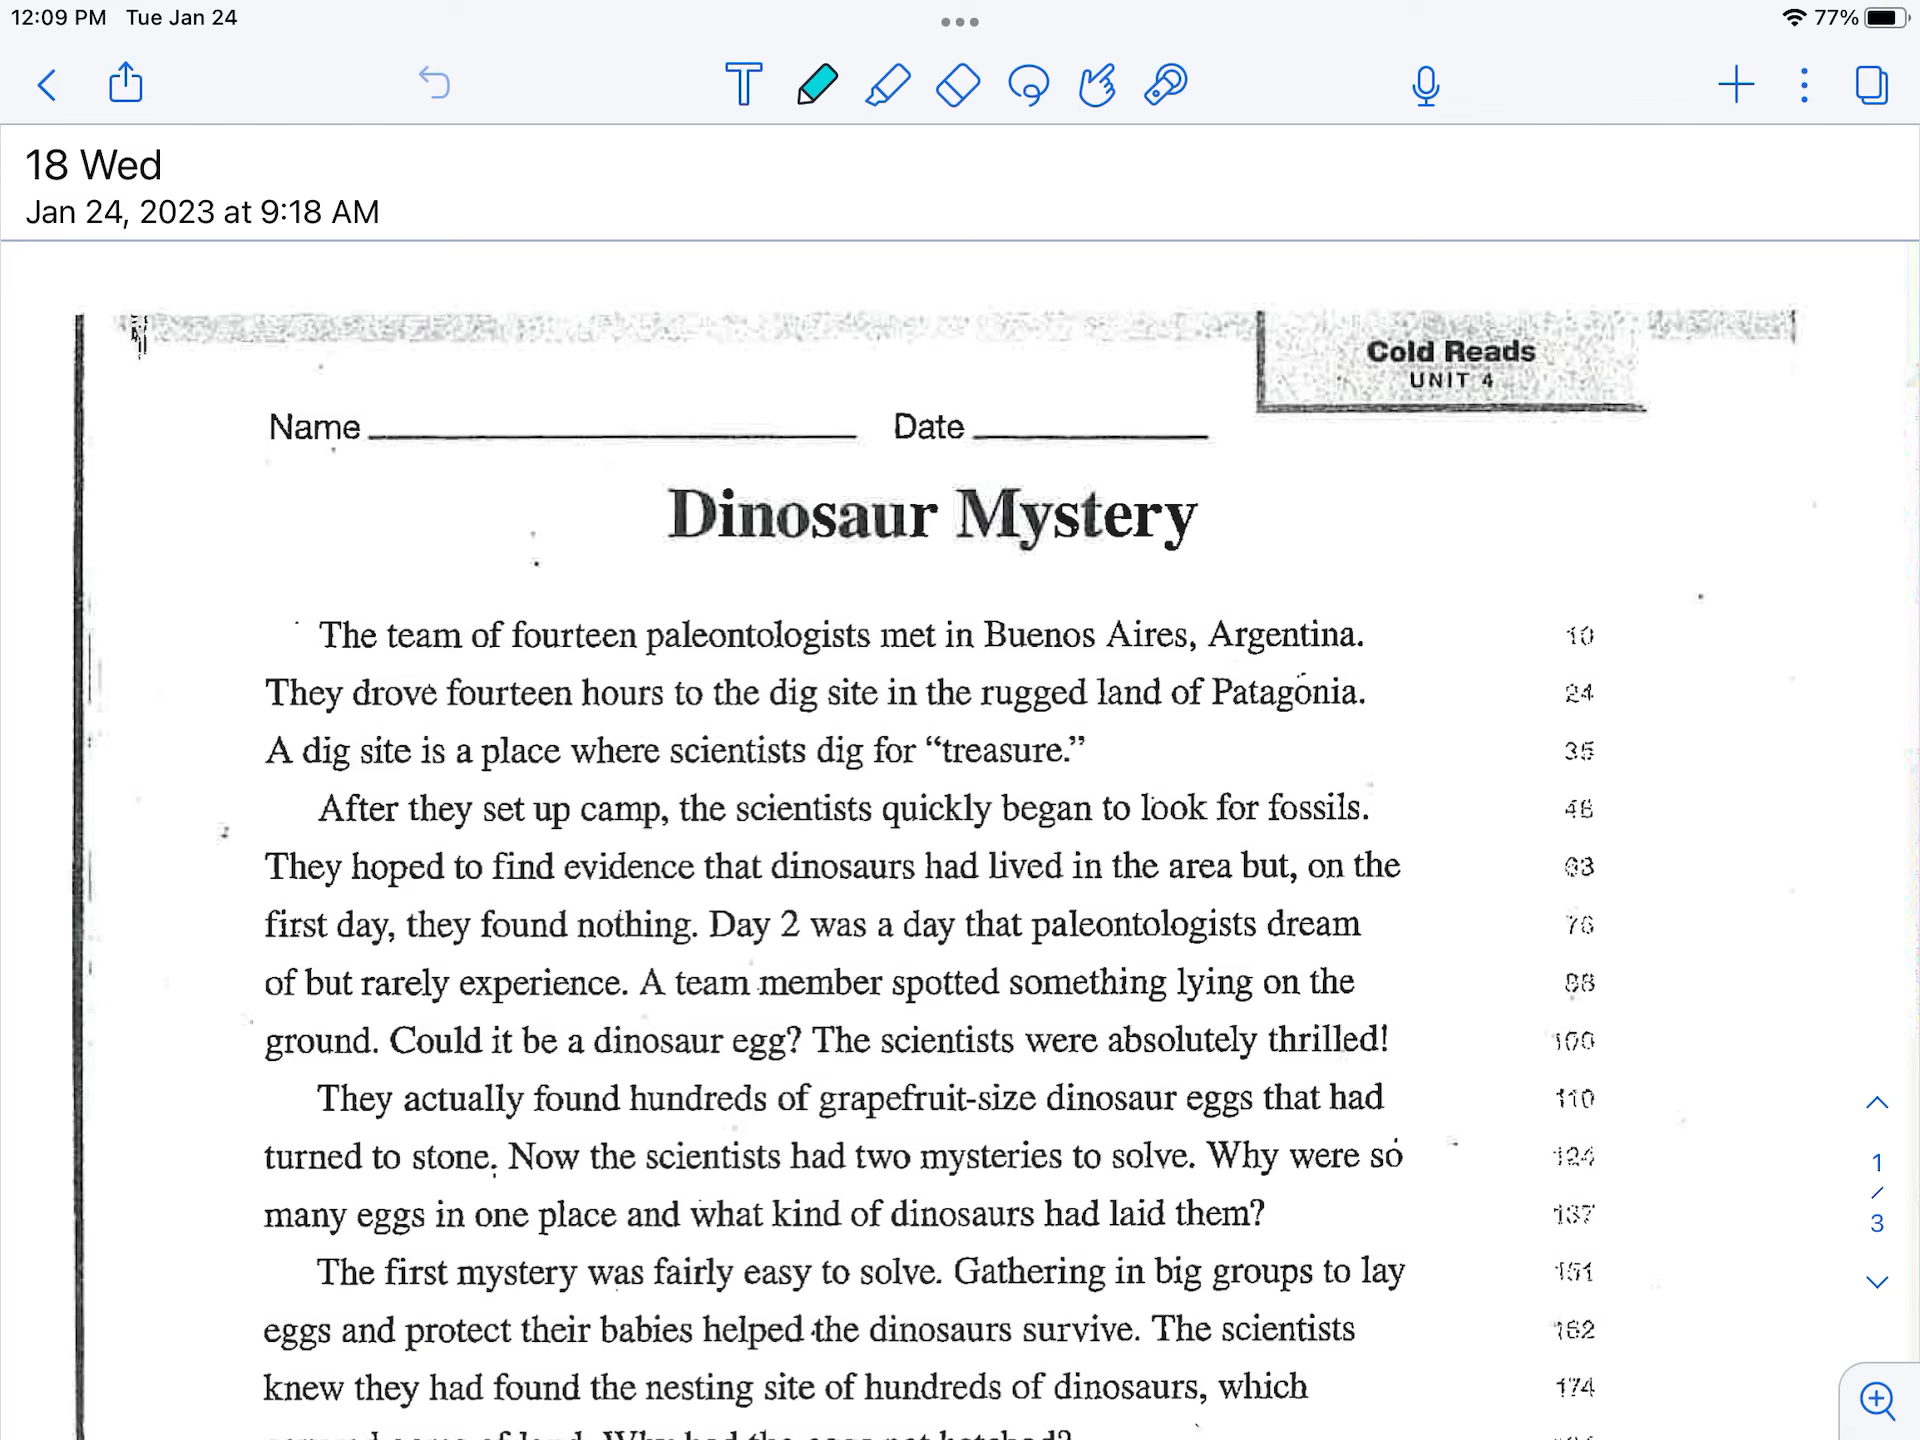 12:09 PM Tue Jan 24
77%
18 Wed
Jan 24, 2023 at 9:18 AM
Cold Reads
UNIT 4
Name
Date
Dinosaur Mystery
The team of fourteen paleontologists met in Buenos Aires, Argentina. 10
They drove fourteen hours to the dig site in the rugged land of Patagonia. 24
A dig site is a place where scientists dig for “treasure.” 35
After they set up camp, the scientists quickly began to look for fossils. 48
They hoped to find evidence that dinosaurs had lived in the area but, on the 63
first day, they found nothing. Day 2 was a day that paleontologists dream 76
of but rarely experience. A team member spotted something lying on the 88
ground. Could it be a dinosaur egg? The scientists were absolutely thrilled! 100
They actually found hundreds of grapefruit-size dinosaur eggs that had 110
turned to stone. Now the scientists had two mysteries to solve. Why were so 124
many eggs in one place and what kind of dinosaurs had laid them? 137
The first mystery was fairly easy to solve. Gathering in big groups to lay 151
eggs and protect their babies helped the dinosaurs survive. The scientists 162
knew they had found the nesting site of hundreds of dinosaurs, which 174
1
/
3